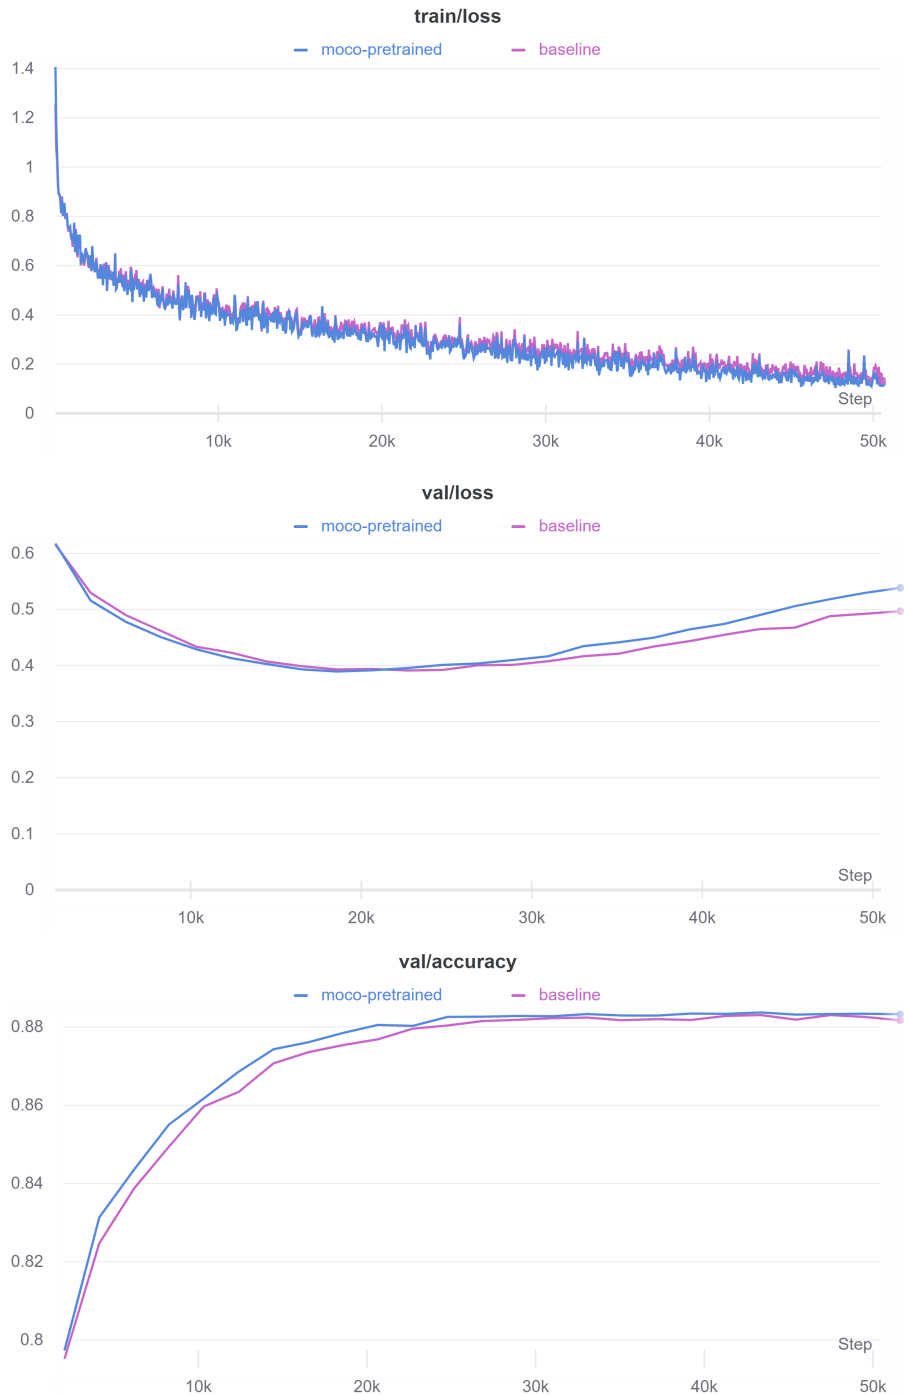 train/loss
moco-pretrained baseline
1.4
1.2
1
0.8
0.6
0.4
0.2
Step
0
10k 20k 30k 40k 50k
val/loss
moco-pretrained baseline
0.6
0.5
0.4
0.3
0.2
0.1
Step
0
10k 20k 30k 40k 50k
val/accuracy
moco-pretrained baseline
0.88
0.86
0.84
0.82
0.8
Step
10k 20k 30k 40k 50k